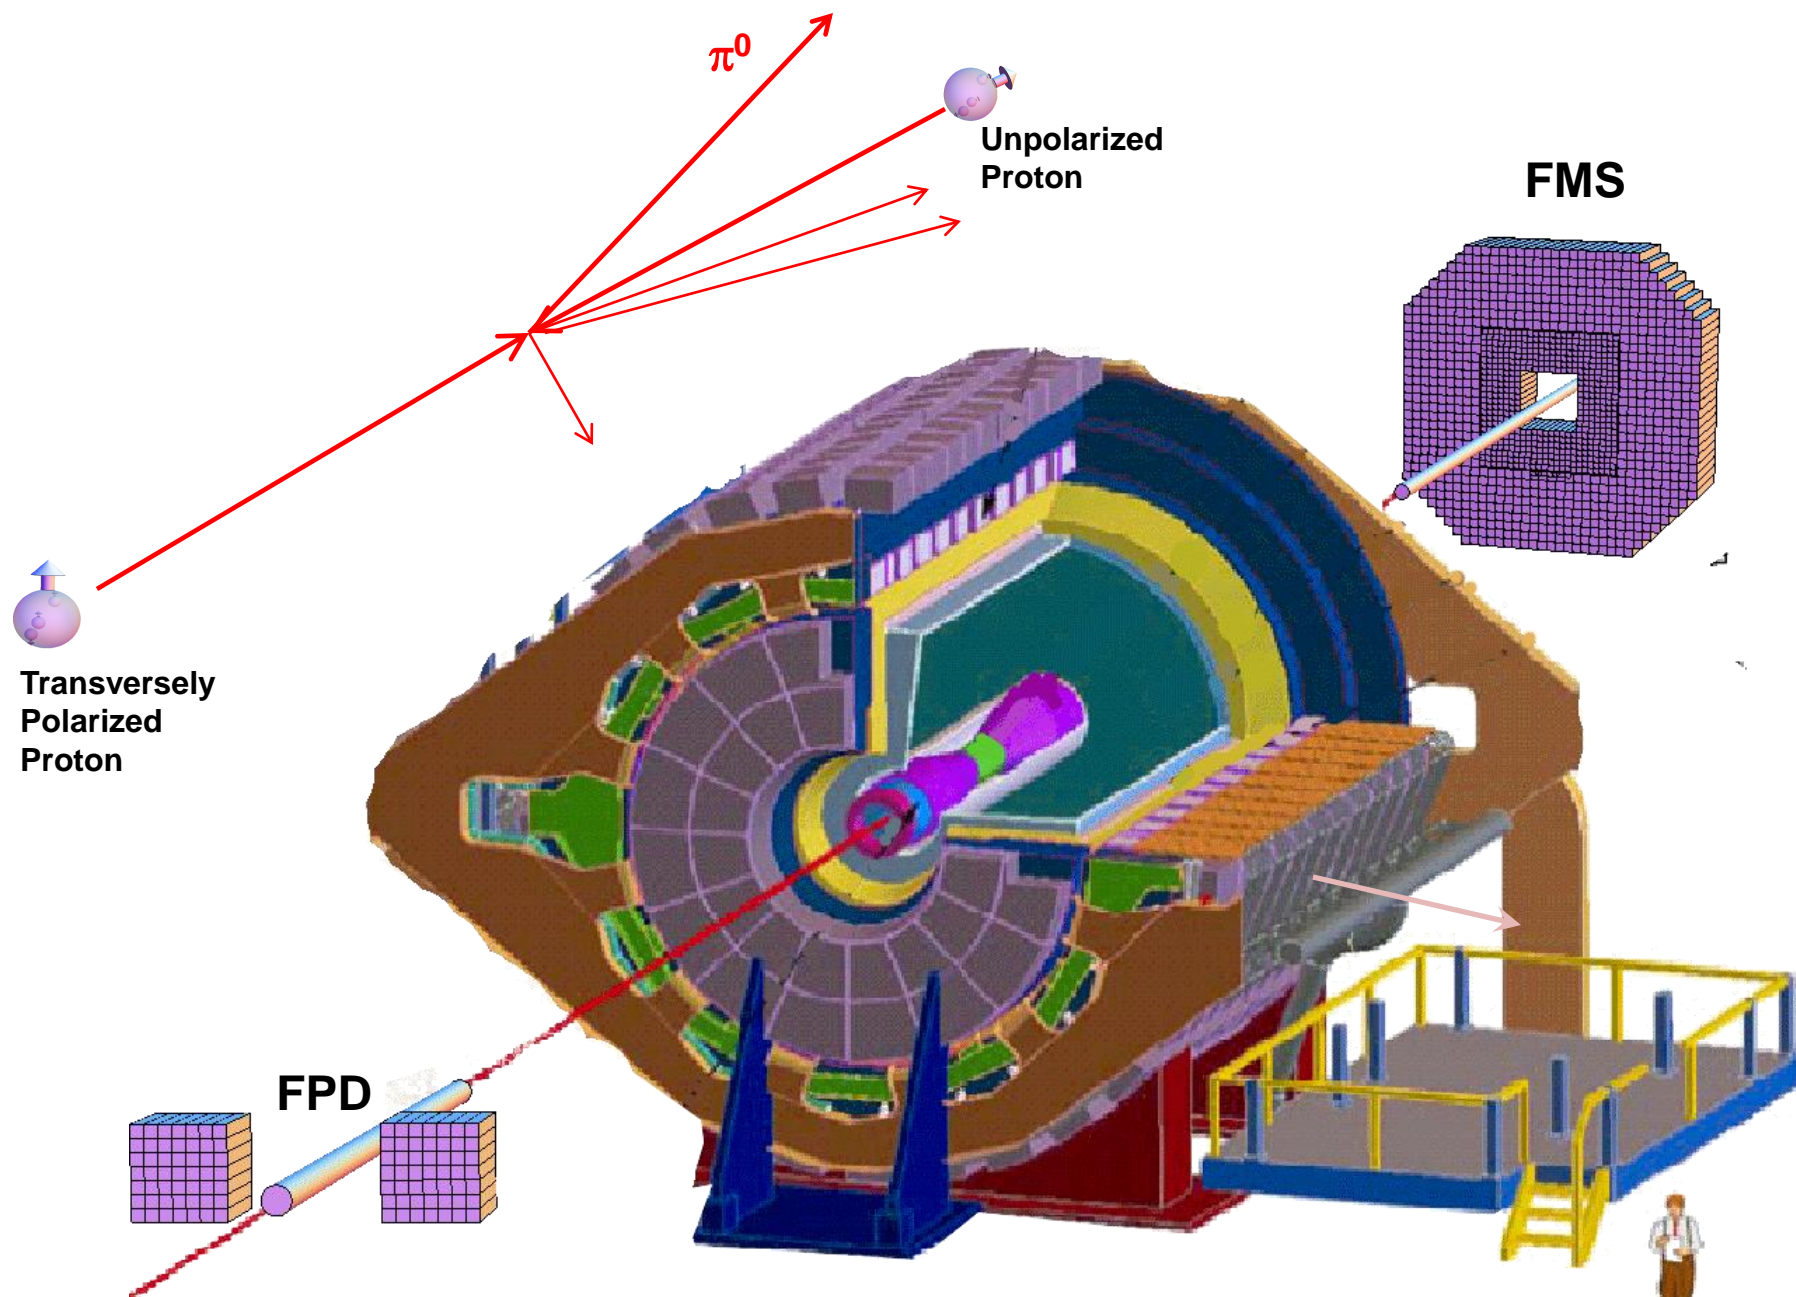 π⁰
Unpolarized
Proton
FMS
Transversely
Polarized
Proton
FPD